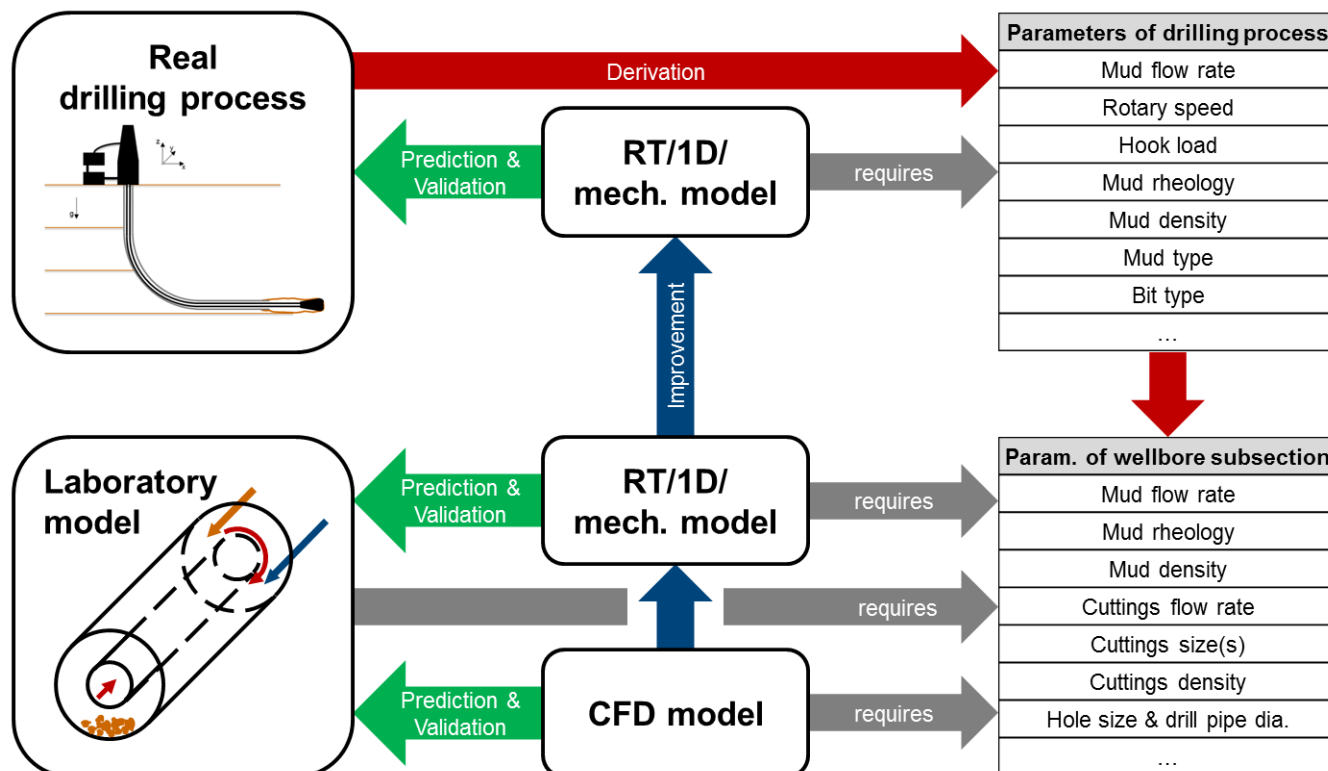 Real
drilling process
z
y
x
g
Derivation
Prediction &
Validation
RT/1D/
mech. model
requires
Parameters of drilling process
Mud flow rate
Rotary speed
Hook load
Mud rheology
Mud density
Mud type
Bit type
...
Improvement
Laboratory
model
Prediction &
Validation
RT/1D/
mech. model
requires
requires
Prediction &
Validation
CFD model
requires
Param. of wellbore subsection
Mud flow rate
Mud rheology
Mud density
Cuttings flow rate
Cuttings size(s)
Cuttings density
Hole size & drill pipe dia.
...